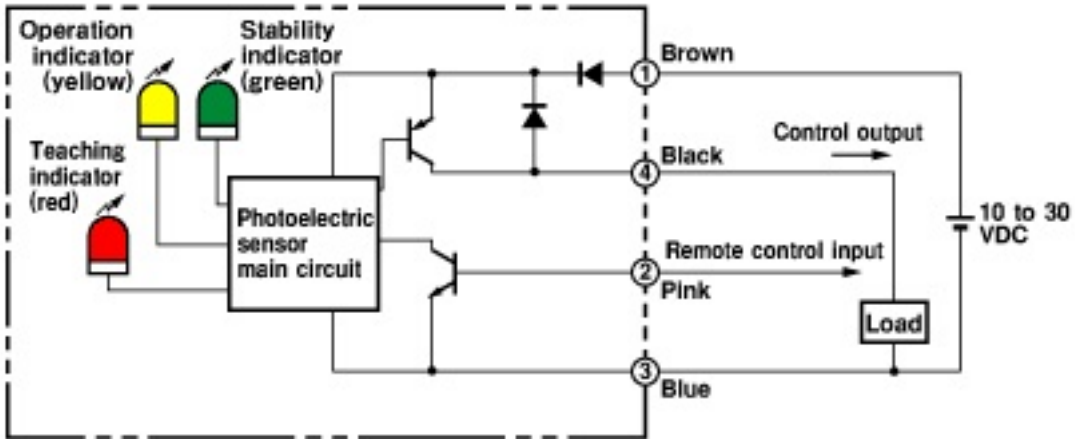 Operation
indicator
(yellow)
Stability
indicator
(green)
Teaching
indicator
(red)
Photoelectric
sensor
main circuit
1
Brown
4
Black
Control output
2
Pink
Remote control input
3
Blue
Load
10 to 30
VDC